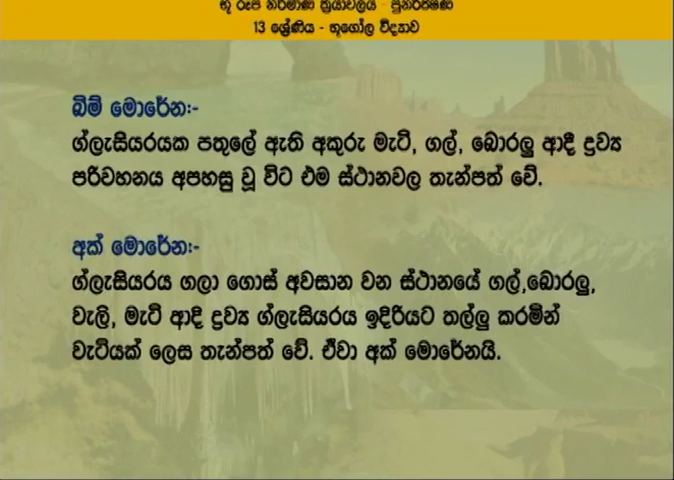 භූ රූප නිර්මාණ ක්‍රියාවලිය - පුනරීක්ෂණ
13 ශ්‍රේණිය - භූගෝල විද්‍යාව
බිම් මොරේන:-
ග්ලැසියරයක පතුලේ ඇති අකුරු මැටි, ගල්, බොරලු ආදී ද්‍රව්‍ය
පරිවහනය අපහසු වූ විට එම ස්ථානවල තැන්පත් වේ.
අක් මොරේන:-
ග්ලැසියරය ගලා ගොස් අවසාන වන ස්ථානයේ ගල්,බොරලු,
වැලි, මැටි ආදී ද්‍රව්‍ය ග්ලැසියරය ඉදිරියට තල්ලු කරමින්
වැටියක් ලෙස තැන්පත් වේ. ඒවා අක් මොරේනයි.